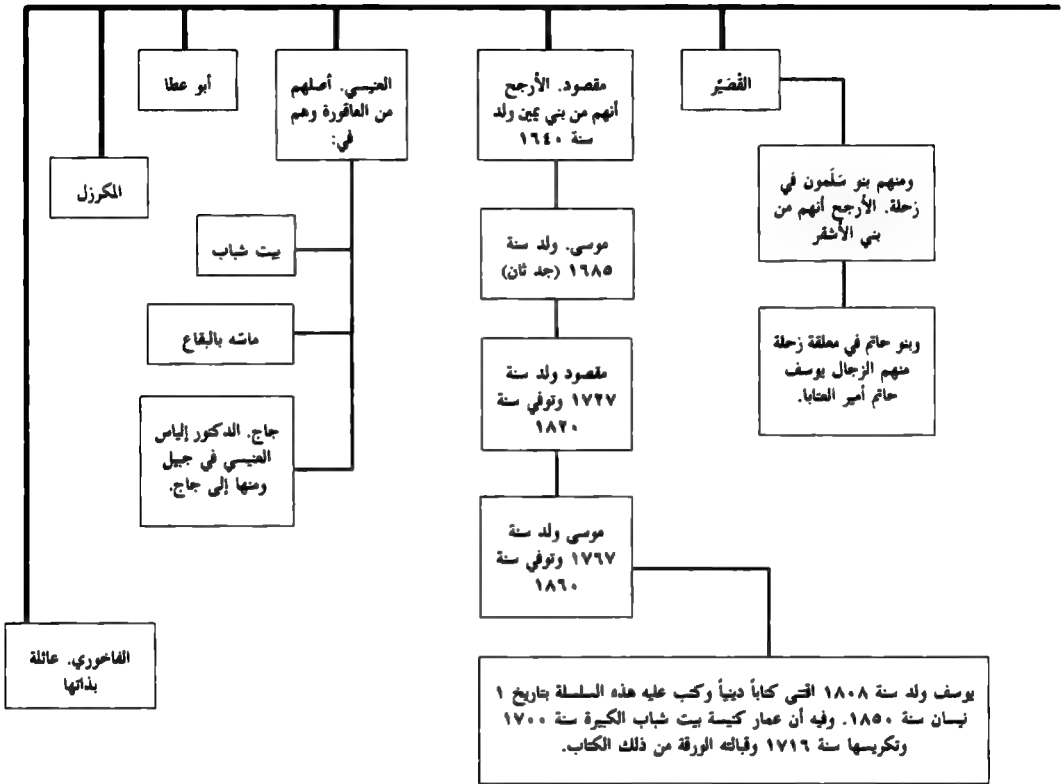 القُصَيّر
ومنهم بنو سَلَمون في
زحلة. الأرجح أنهم من
بني الأشقر
وبنو حاتم في معلقة زحلة
منهم الزجال يوسف
حاتم أمير العتابا.
مقصود. الأرجح
أنهم من بني يمين ولد
سنة ١٦٤٠
موسى. ولد سنة
١٦٨٥ (جد ثان)
مقصود ولد سنة
١٧٢٧ وتوفي سنة
١٨٢٠
موسى ولد سنة
١٧٦٧ وتوفي سنة
١٨٦٠
يوسف ولد سنة ١٨٠٨ اقتنى كتاباً دينياً وكتب عليه هذه السلسلة بتاريخ ١
نيسان سنة ١٨٥٠. وفيه أن عمار كنيسة بيت شباب الكبيرة سنة ١٧٠٠
وتكريسها سنة ١٧١٦ وقبالته الورقة من ذلك الكتاب.
العنيسي. أصلهم
من العاقورة وهم
في:
بيت شباب
ماسّه بالبقاع
جاج. الدكتور إلياس
العنيسي في جبيل
ومنها إلى جاج.
أبو عطا
المكرزل
الفاخوري. عائلة
بذاتها